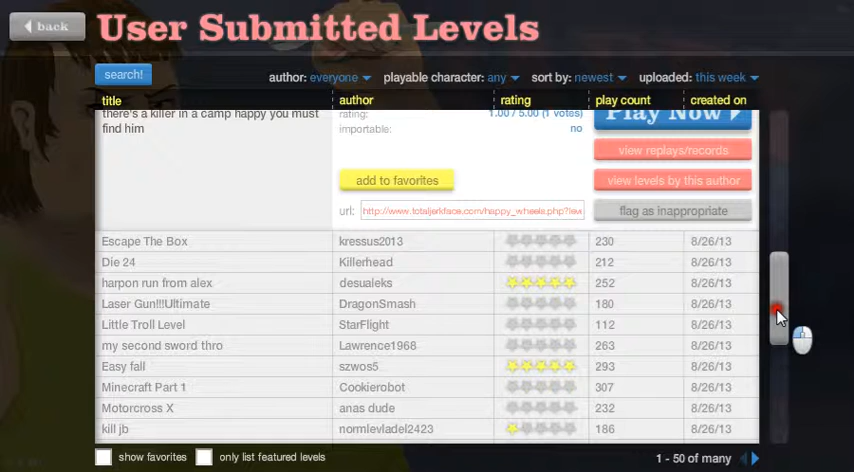 back
User Submitted Levels
search!
author: everyone playable character: any sort by: newest uploaded: this week
title author rating play count created on
there's a killer in a camp happy you must find him
rating: 1.00 / 5.00 (1 votes)
importable: no
Play Now
view replays/records
add to favorites
view levels by this author
url: http://www.totaljerkface.com/happy_wheels.php?lev
flag as inappropriate
Escape The Box kressus2013 230 8/26/13
Die 24 Killerhead 212 8/26/13
harpon run from alex desualeks 252 8/26/13
Laser Gun!!!Ultimate DragonSmash 180 8/26/13
Little Troll Level StarFlight 112 8/26/13
my second sword thro Lawrence1968 263 8/26/13
Easy fall szwos5 293 8/26/13
Minecraft Part 1 Cookierobot 307 8/26/13
Motorcross X anas dude 232 8/26/13
kill jb normlevladel2423 186 8/26/13
show favorites only list featured levels 1 - 50 of many